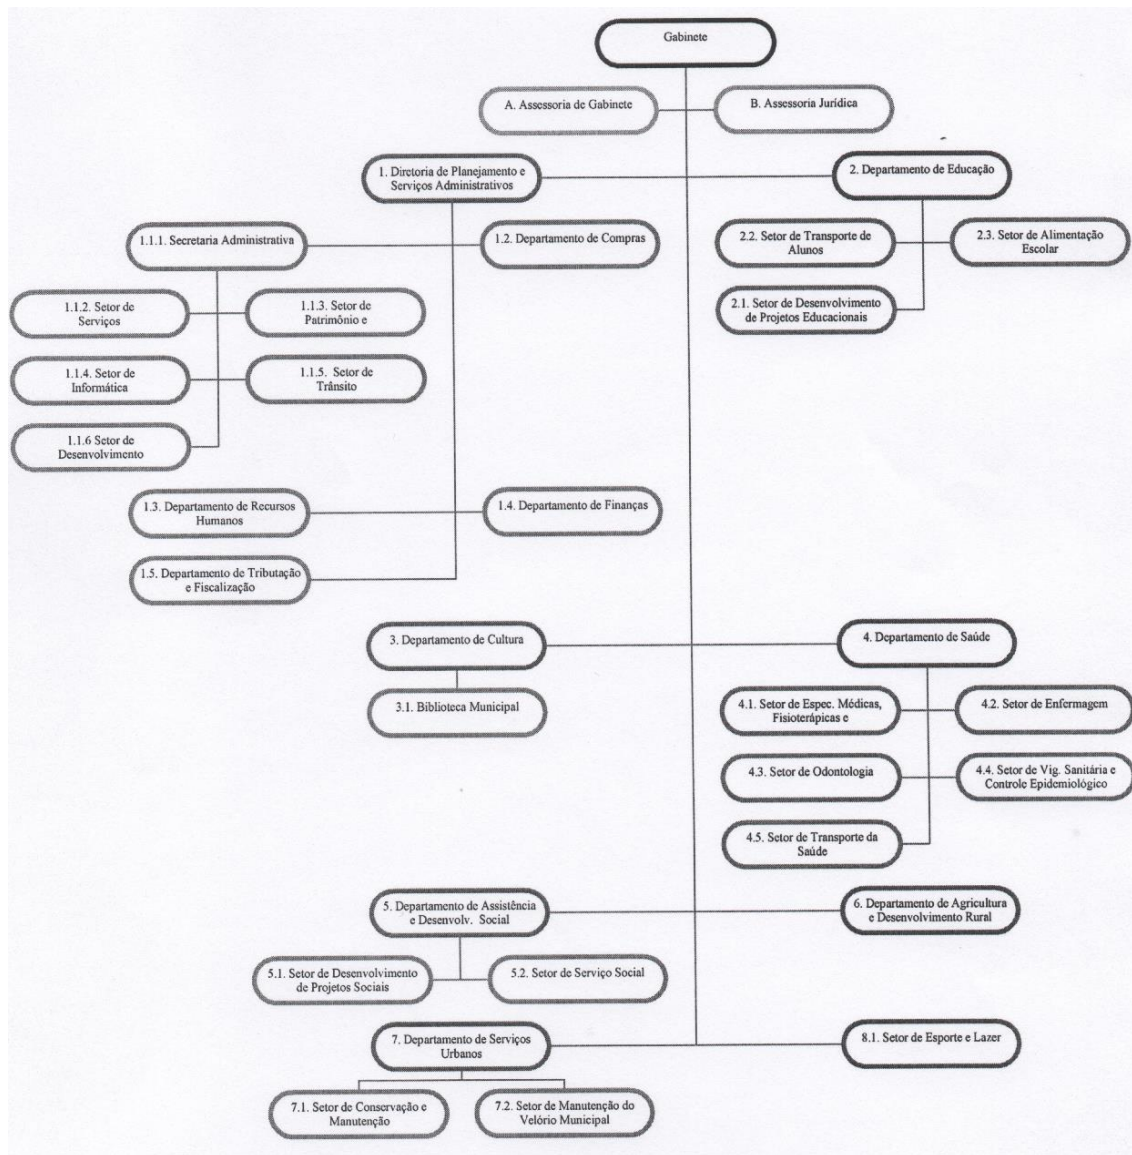 Gabinete
A. Assessoria de Gabinete
B. Assessoria Jurídica
1. Diretoria de Planejamento e
Serviços Administrativos
2. Departamento de Educação
1.1.1. Secretaria Administrativa
1.2. Departamento de Compras
2.2. Setor de Transporte de
Alunos
2.3. Setor de Alimentação
Escolar
1.1.2. Setor de
Serviços
1.1.3. Setor de
Patrimônio e
2.1. Setor de Desenvolvimento
de Projetos Educacionais
1.1.4. Setor de
Informática
1.1.5. Setor de
Trânsito
1.1.6 Setor de
Desenvolvimento
1.3. Departamento de Recursos
Humanos
1.4. Departamento de Finanças
1.5. Departamento de Tributação
e Fiscalização
3. Departamento de Cultura
4. Departamento de Saúde
3.1. Biblioteca Municipal
4.1. Setor de Espec. Médicas,
Fisioterápicas e
4.2. Setor de Enfermagem
4.3. Setor de Odontologia
4.4. Setor de Vig. Sanitária e
Controle Epidemiológico
4.5. Setor de Transporte da
Saúde
5. Departamento de Assistência
e Desenvolv. Social
6. Departamento de Agricultura
e Desenvolvimento Rural
5.1. Setor de Desenvolvimento
de Projetos Sociais
5.2. Setor de Serviço Social
7. Departamento de Serviços
Urbanos
8.1. Setor de Esporte e Lazer
7.1. Setor de Conservação e
Manutenção
7.2. Setor de Manutenção do
Velório Municipal